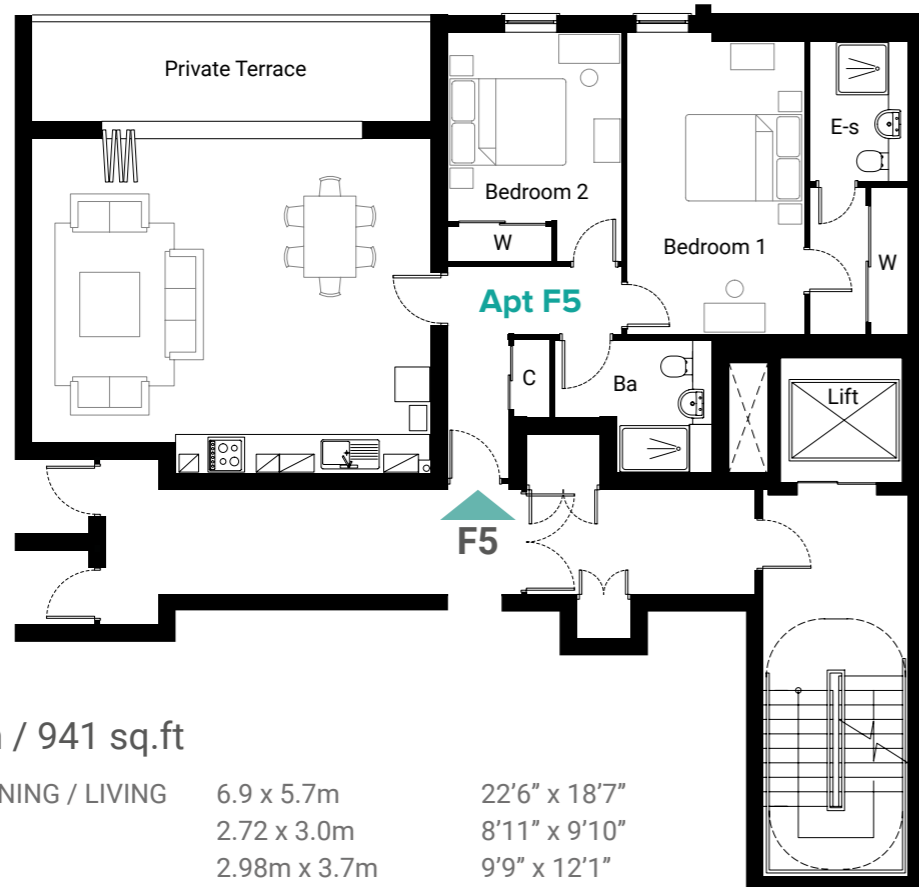 Private Terrace
E-s
Bedroom 2
W
Bedroom 1
W
Apt F5
C
Ba
Lift
F5
/ 941 sq.ft
NING / LIVING 6.9 x 5.7m 22’6” x 18’7”
2.72 x 3.0m 8’11” x 9’10”
2.98m x 3.7m 9’9” x 12’1”